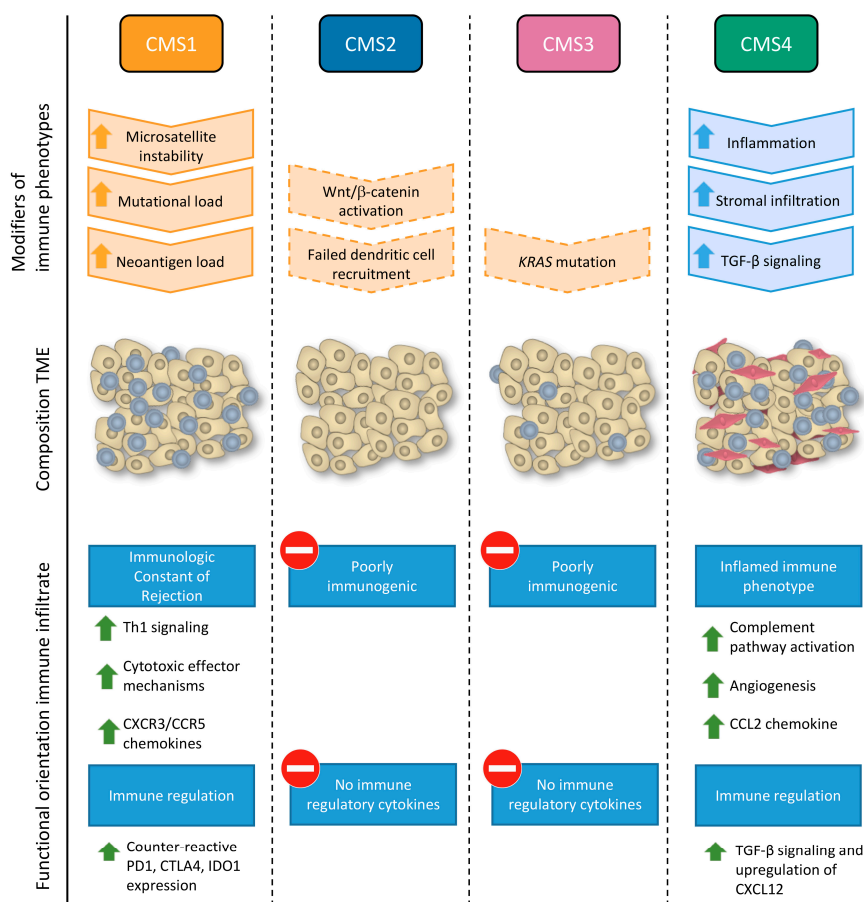 CMS1
CMS2
CMS3
CMS4
Modifiers of
immune phenotypes
Microsatellite
instability
Mutational load
Neoantigen load
Wnt/β-catenin
activation
Failed dendritic cell
recruitment
KRAS mutation
Inflammation
Stromal infiltration
TGF-β signaling
Composition TME
Functional orientation immune infiltrate
Immunologic
Constant of
Rejection
Th1 signaling
Cytotoxic effector
mechanisms
CXCR3/CCR5
chemokines
Immune regulation
Counter-reactive
PD1, CTLA4, IDO1
expression
Poorly
immunogenic
No immune
regulatory cytokines
Poorly
immunogenic
No immune
regulatory cytokines
Inflamed immune
phenotype
Complement
pathway activation
Angiogenesis
CCL2 chemokine
Immune regulation
TGF-β signaling and
upregulation of
CXCL12